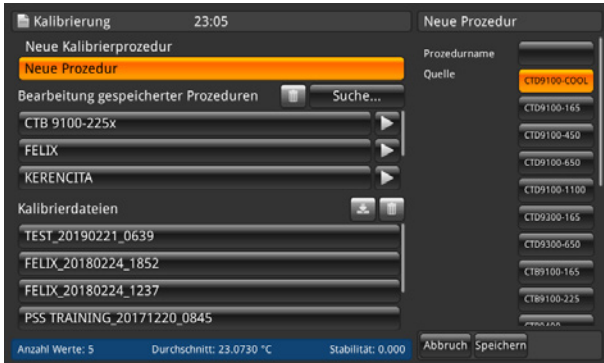 Kalibrierung 23:05
Neue Kalibrierprozedur
Neue Prozedur
Bearbeitung gespeicherter Prozeduren Suche...
CTB 9100-225x
FELIX
KERENCITA
Kalibrierdateien
TEST_20190221_0639
FELIX_20180224_1852
FELIX_20180224_1237
PSS TRAINING_20171220_0845
Anzahl Werte: 5 Durchschnitt: 23.0730 °C Stabilität: 0.000
Neue Prozedur
Prozedurname
Quelle
CTD9100-COOL
CTD9100-165
CTD9100-450
CTD9100-650
CTD9100-1100
CTD9300-165
CTD9300-650
CTB9100-165
CTB9100-225
Abbruch Speichern